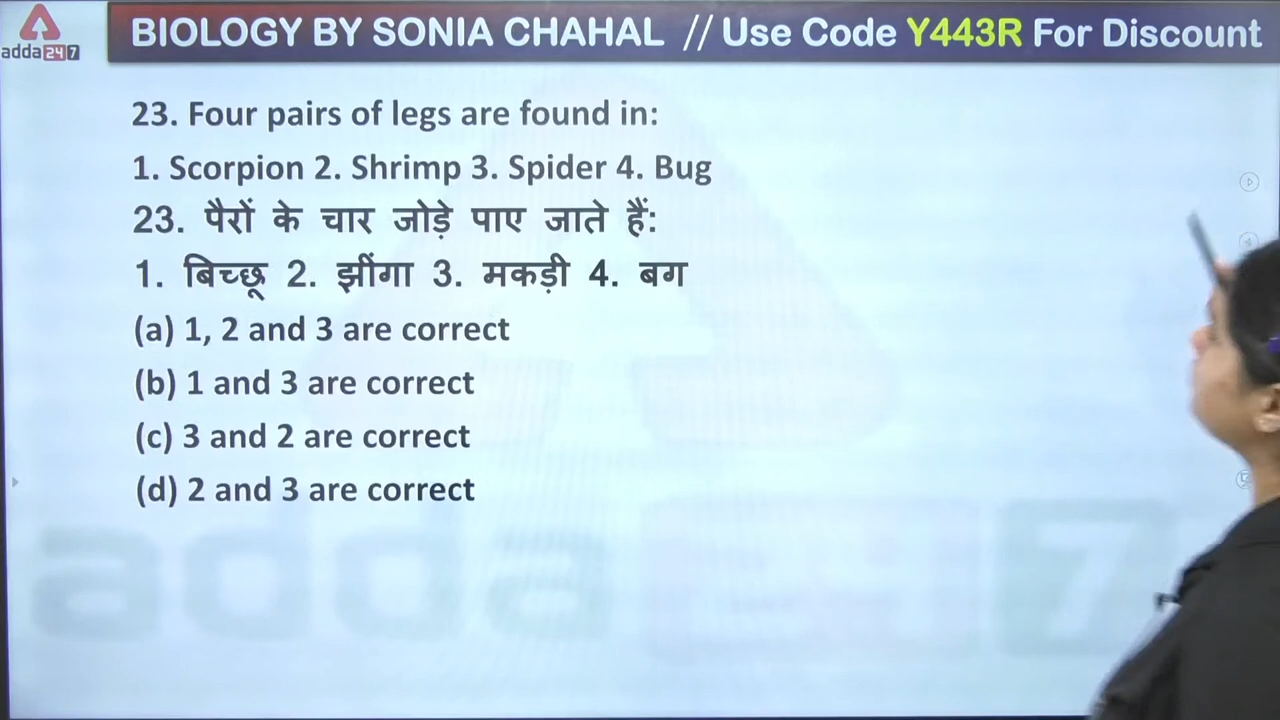 adda247
BIOLOGY BY SONIA CHAHAL // Use Code Y443R For Discount
23. Four pairs of legs are found in:
1. Scorpion 2. Shrimp 3. Spider 4. Bug
23. पैरों के चार जोड़े पाए जाते हैं:
1. बिच्छू 2. झींगा 3. मकड़ी 4. बग
(a) 1, 2 and 3 are correct
(b) 1 and 3 are correct
(c) 3 and 2 are correct
(d) 2 and 3 are correct
adda 7